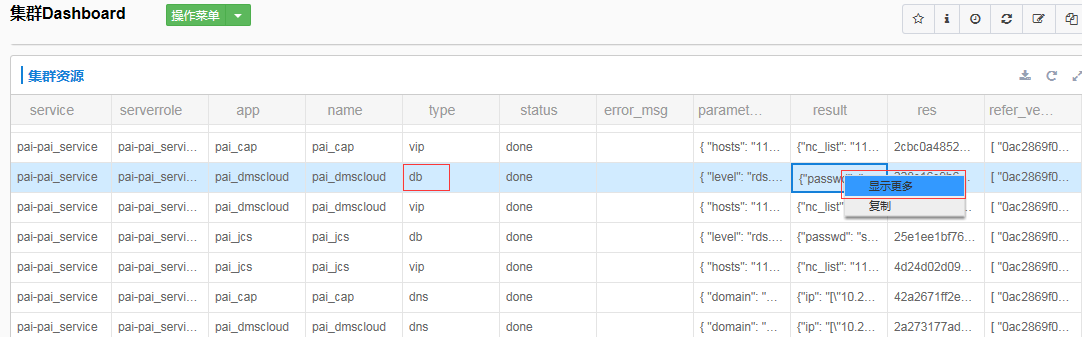 集群Dashboard
操作菜单
集群资源
service serverrole app name type status error_msg paramet... result res refer_ve...
pai-pai_service pai-pai_servi... pai_cap pai_cap vip done { "hosts": "11... {"nc_list": "11... 2cbc0a4852... [ "0ac2869f0...
pai-pai_service pai-pai_servi... pai_dmscloud pai_dmscloud db done { "level": "rds.... {"passwd": [ "0ac2869f0...
显示更多
pai-pai_service pai-pai_servi... pai_dmscloud pai_dmscloud vip done { "hosts": "11... {"nc_list" [ "0ac2869f0...
复制
pai-pai_service pai-pai_servi... pai_jcs pai_jcs db done { "level": "rds.... {"passwd": "s... 25e1ee1bf76... [ "0ac2869f0...
pai-pai_service pai-pai_servi... pai_jcs pai_jcs vip done { "hosts": "11... {"nc_list": "11... 4d24d02d09... [ "0ac2869f0...
pai-pai_service pai-pai_servi... pai_cap pai_cap dns done { "domain": "... {"ip": "[\"10.2... 42a2671ff2e... [ "0ac2869f0...
pai-pai_service pai-pai_servi... pai_dmscloud pai_dmscloud dns done { "domain": "... {"ip": "[\"10.2... 2a273177ad... [ "0ac2869f0...